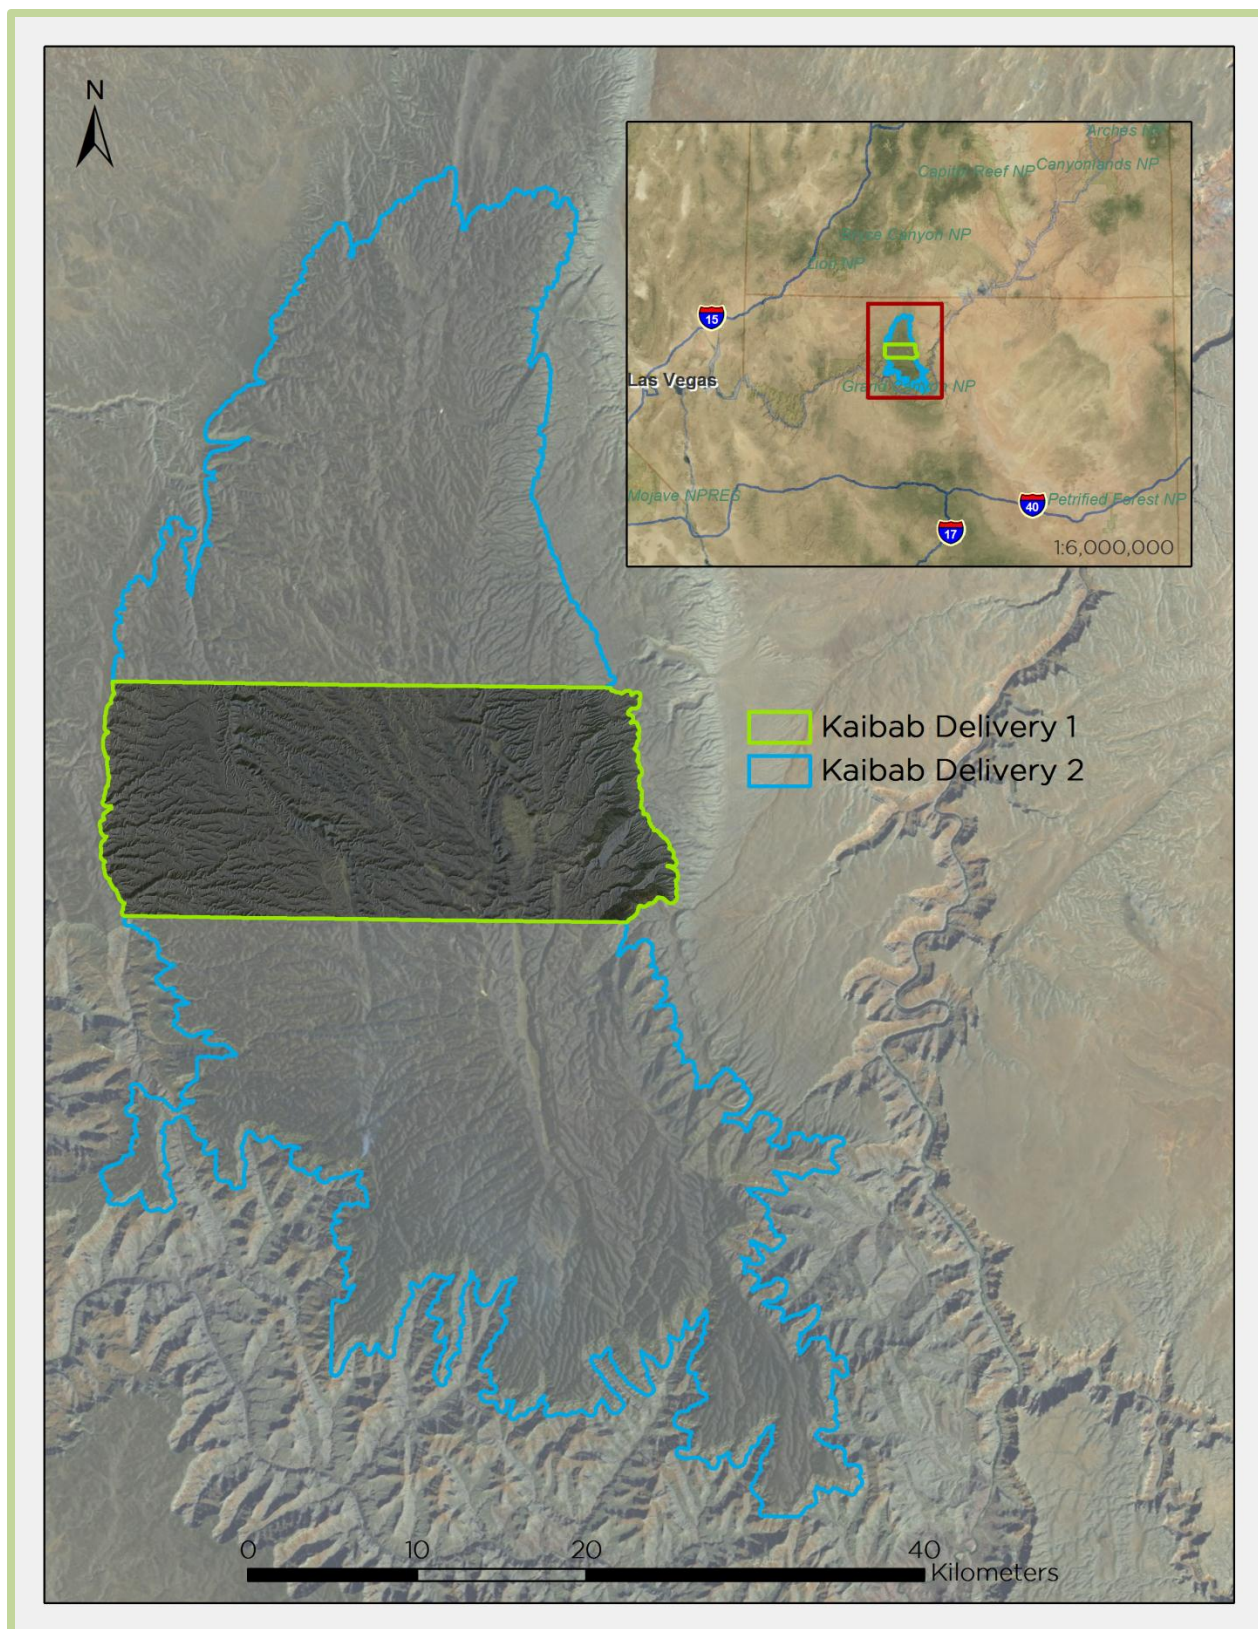 N
Arches NP
Capitol Reef NP
Canyonlands NP
Bryce Canyon NP
Zion NP
15
Las Vegas
Grand Canyon NP
Mojave NPRES
Petrified Forest NP
40
17
1:6,000,000
Kaibab Delivery 1
Kaibab Delivery 2
0 10 20 40
Kilometers